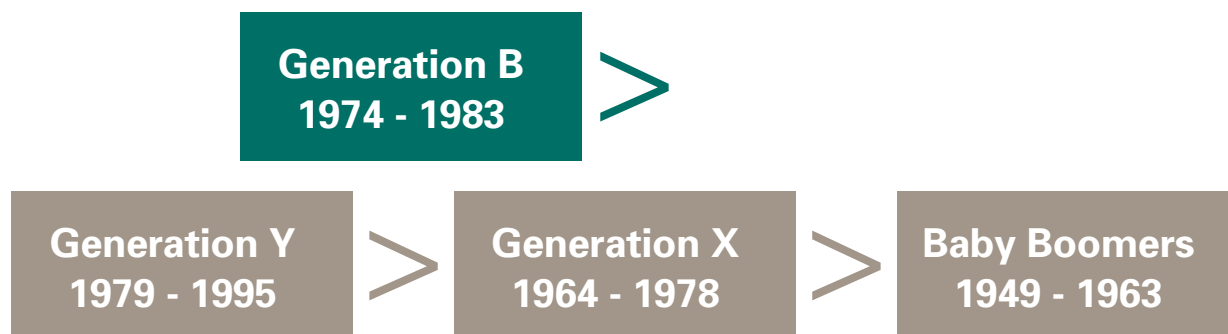 Generation B
1974 - 1983
>
Generation Y
1979 - 1995
>
Generation X
1964 - 1978
>
Baby Boomers
1949 - 1963